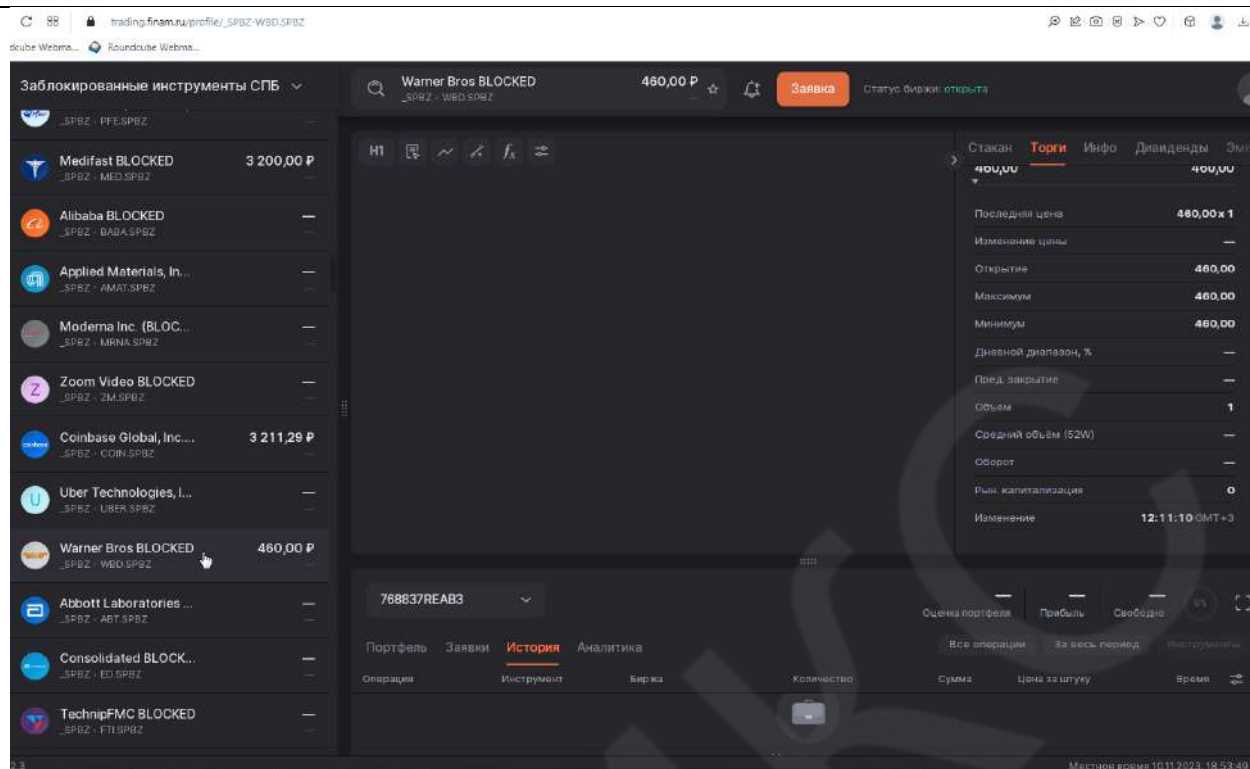 trading.finam.ru/profile/_SPBZ-WBD.SPBZ
dcube Webma... Roundcube Webma...
Заблокированные инструменты СПБ
Warner Bros BLOCKED 460,00 ₽
_SPBZ · WBD.SPBZ
Заявка
Статус биржи: открыта
_SPBZ · PFE.SPBZ
Medifast BLOCKED 3 200,00 ₽
_SPBZ · MED.SPBZ
Alibaba BLOCKED —
_SPBZ · BABA.SPBZ
Applied Materials, In... —
_SPBZ · AMAT.SPBZ
Moderna Inc. (BLOC... —
_SPBZ · MRNA.SPBZ
Z
Zoom Video BLOCKED —
_SPBZ · ZM.SPBZ
Coinbase Global, Inc.... 3 211,29 ₽
_SPBZ · COIN.SPBZ
U
Uber Technologies, I... —
_SPBZ · UBER.SPBZ
Warner Bros BLOCKED 460,00 ₽
_SPBZ · WBD.SPBZ
Abbott Laboratories ... —
_SPBZ · ABT.SPBZ
Consolidated BLOCK... —
_SPBZ · ED.SPBZ
TechnipFMC BLOCKED —
_SPBZ · FTI.SPBZ
H1
Стакан Торги Инфо Дивиденды Эми
460,00 460,00
Последняя цена 460,00 x 1
Изменение цены —
Открытие 460,00
Максимум 460,00
Минимум 460,00
Дневной диапазон, % —
Пред. закрытие —
Объем 1
Средний объём (52W) —
Оборот —
Рын. капитализация 0
Изменение 12:11:10 GMT+3
768837REAB3
Оценка портфеля Прибыль Свободно 0%
Портфель Заявки История Аналитика
Все операции За весь период Инструменты
Операция Инструмент Биржа Количество Сумма Цена за штуку Время
2.3
Местное время 10.11.2023, 18:53:49